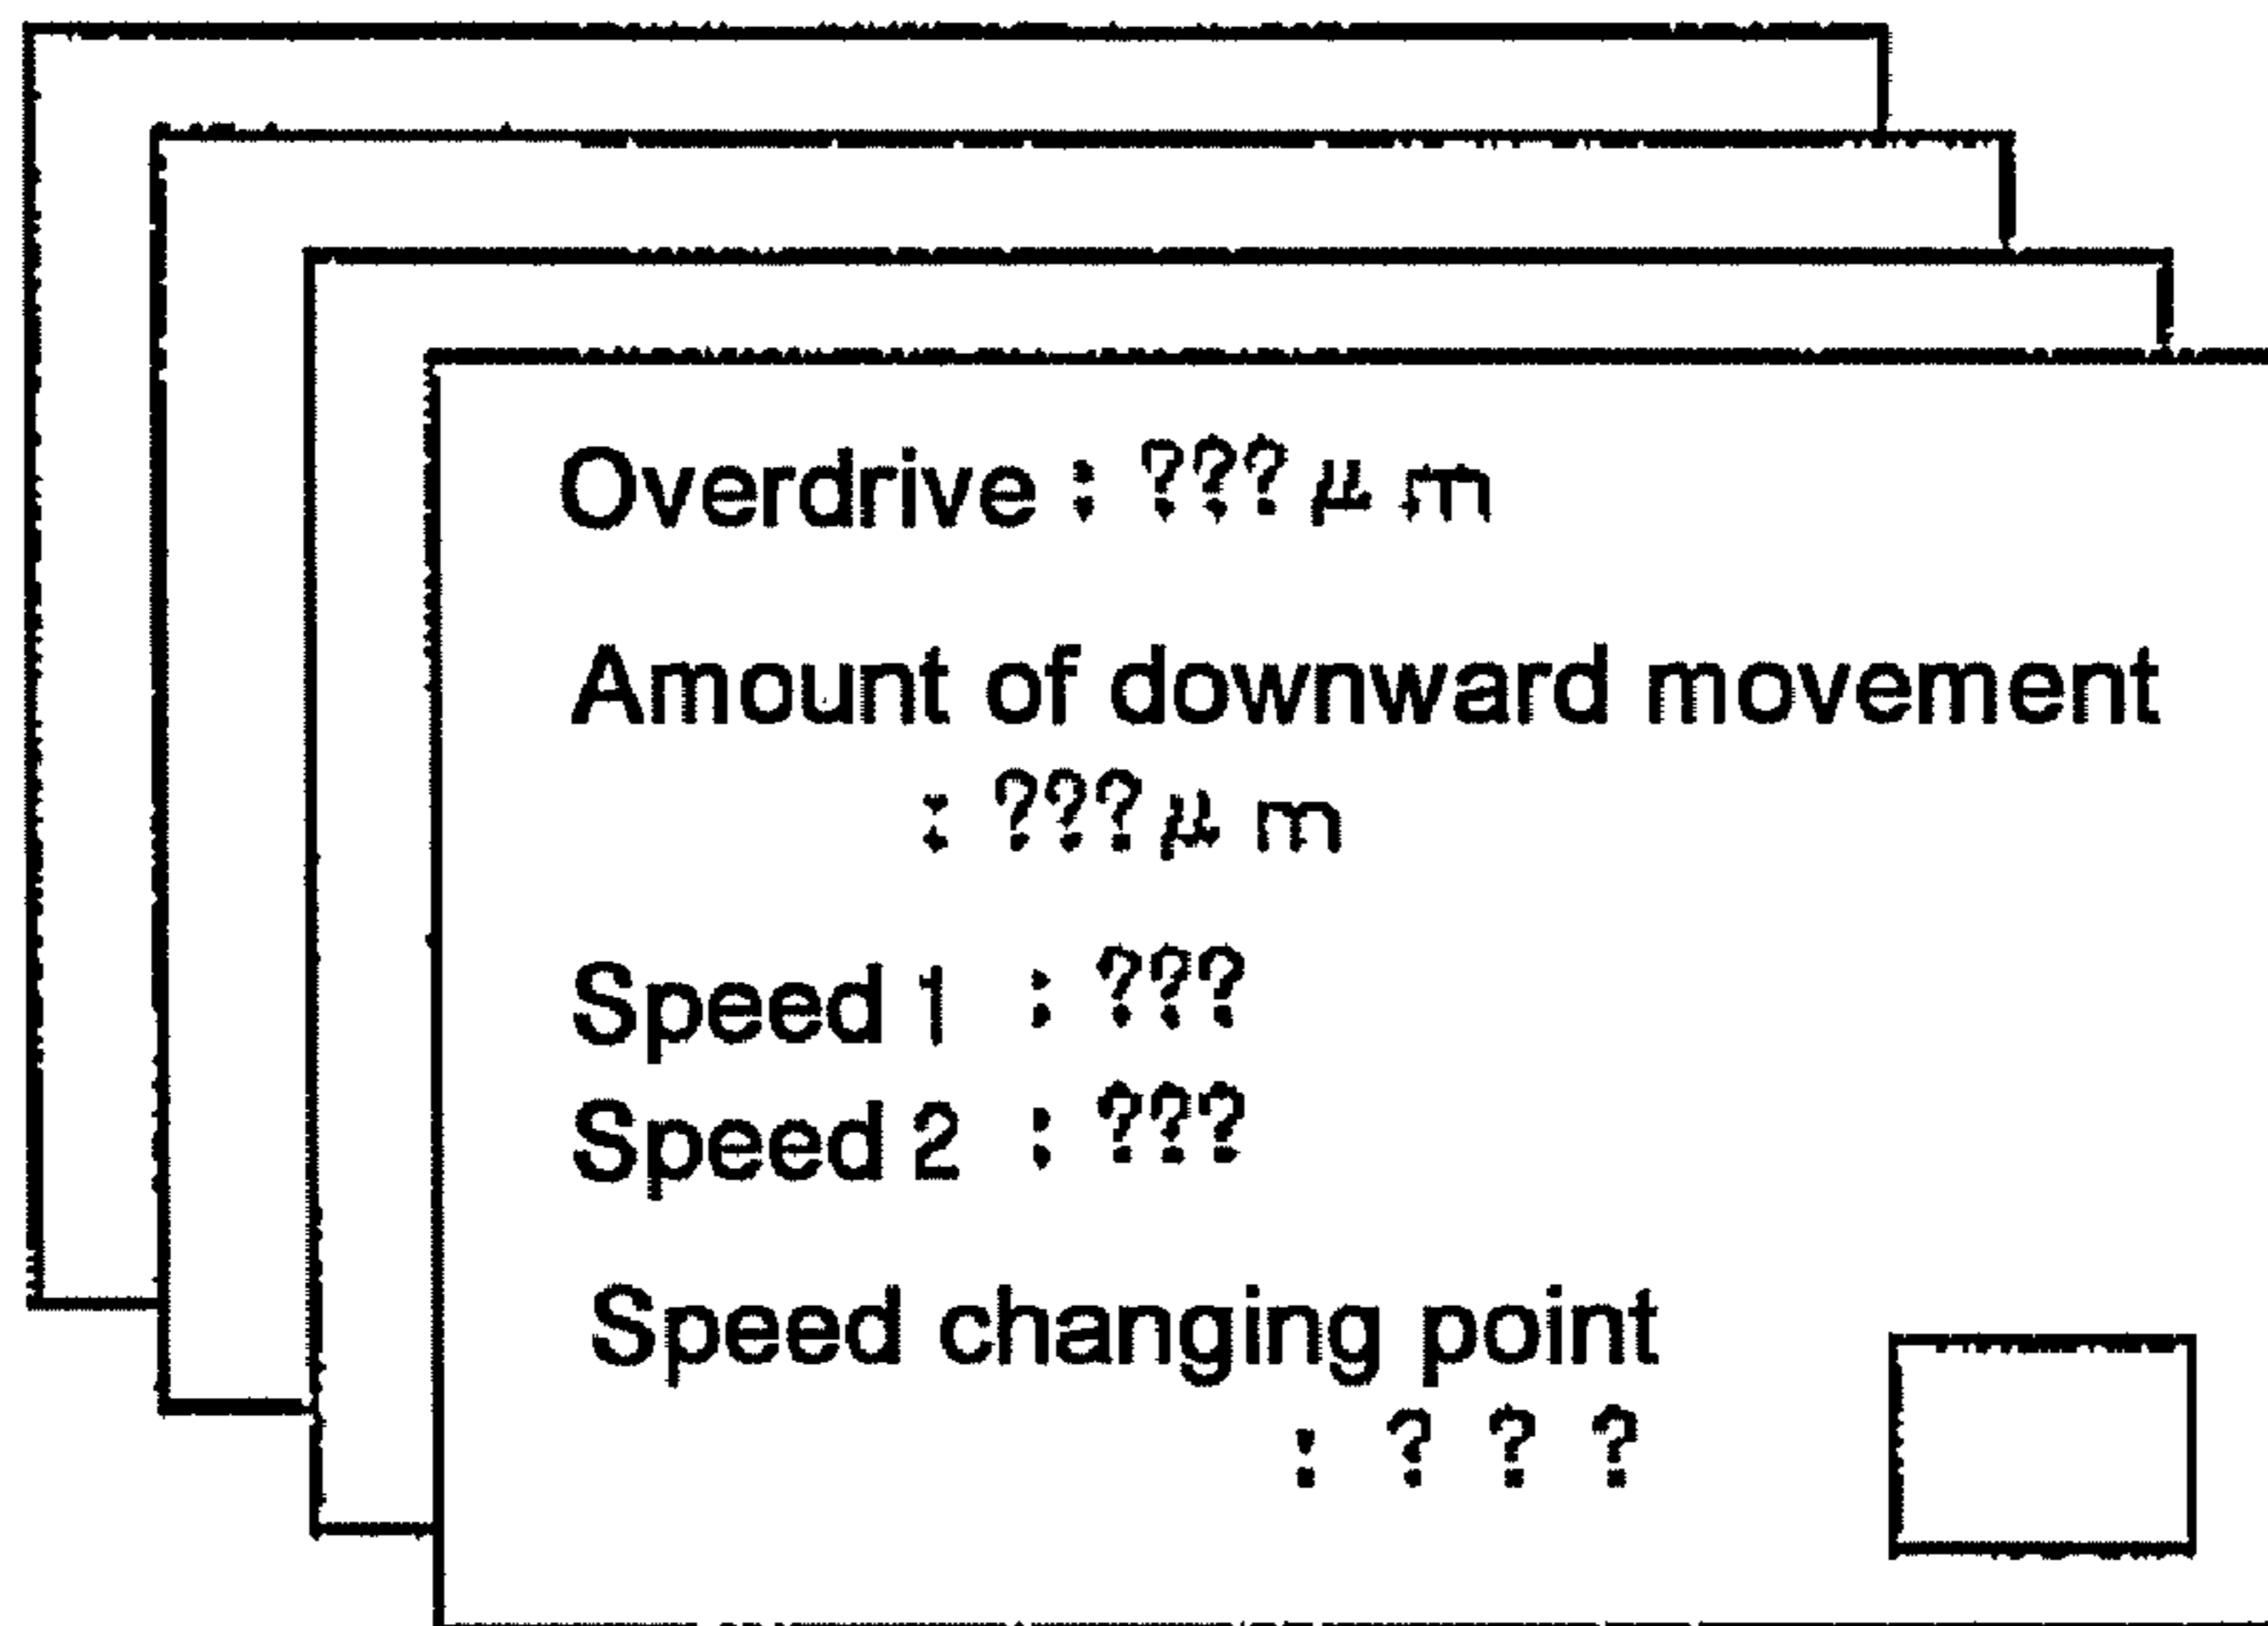 Overdrive : ???μm
Amount of downward movement
: ???μm
Speed 1 : ???
Speed 2 : ???
Speed changing point
: ? ? ?